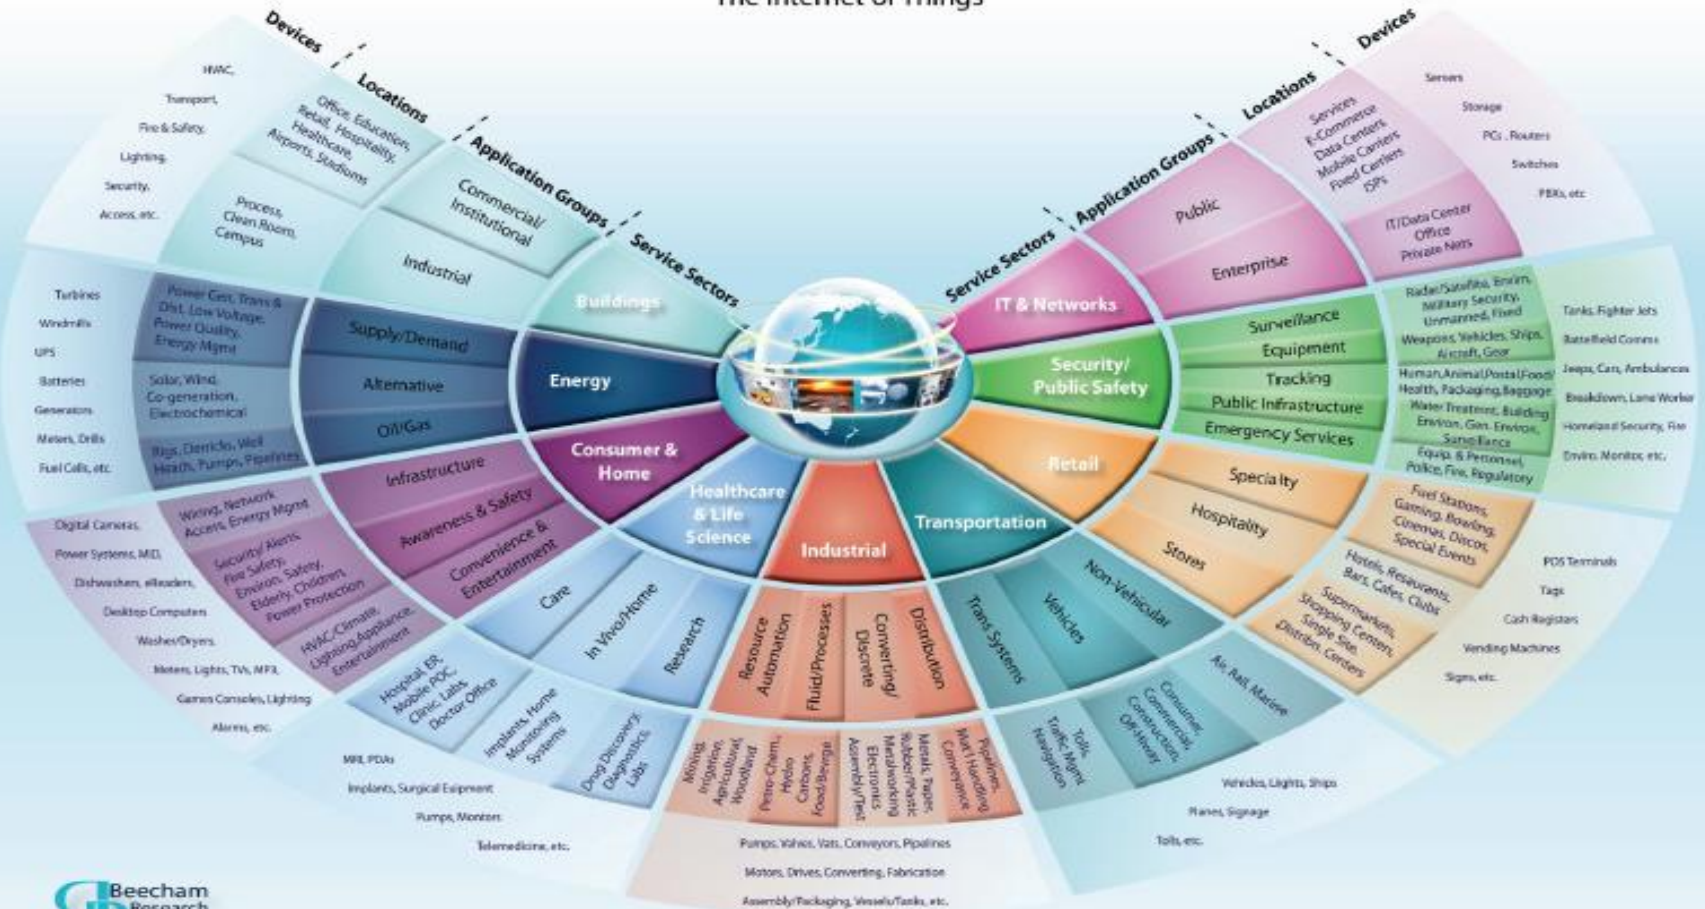 The Internet of Things
Devices
Locations
Application Groups
Service Sectors
HVAC,
Transport,
Fire & Safety,
Lighting,
Security,
Access, etc.
Office, Education,
Retail, Hospitality,
Healthcare,
Airports, Stadiums
Process,
Clean Room,
Campus
Commercial/
Institutional
Industrial
Buildings
Turbines
Windmills
UPS
Batteries
Generators
Meters, Drills
Fuel Cells, etc.
Power Gen, Trans &
Dist, Low Voltage,
Power Quality,
Energy Mgmt
Solar, Wind,
Co-generation,
Electrochemical
Rigs, Derricks, Well
Heads, Pumps, Pipelines
Supply/Demand
Alternative
Oil/Gas
Energy
Digital Cameras,
Power Systems, MID,
Dishwashers, eReaders,
Desktop Computers
Washer/Dryers,
Meters, Lights, TVs, MP3,
Games Consoles, Lighting
Alarms, etc.
Wiring, Network
Access, Energy Mgmt
Security/Alerts,
Fire Safety,
Environ. Safety,
Elderly, Children,
Power Protection
HVAC/Climate,
Lighting, Appliance,
Entertainment
Infrastructure
Awareness & Safety
Convenience &
Entertainment
Consumer &
Home
MRI, PDAs
Implants, Surgical Euipment
Pumps, Monitors
Telemedicine, etc.
Hospital, ER,
Mobile POC,
Clinic, Labs,
Doctor Office
Implants, Home
Monitoring
Systems
Drug Discovery,
Diagnostics,
Labs
Care
In Vivo/Home
Research
Healthcare
& Life
Science
Industrial
Resource
Automation
Fluid/Processes
Converting/
Discrete
Distribution
Mining,
Irrigation,
Agricultural,
Woodland
Petro-Chem.,
Hydro
Carbons,
Food/Bevrge
Metals, Paper,
Rubber/Plastic
Metalworking
Electronics
Assembly/Test
Pipelines,
Mat'l Handling
Conveyance
Pumps, Valves, Vats, Conveyors, Pipelines
Motors, Drives, Converting, Fabrication
Assembly/Packaging, Vessels/Tanks, etc.
Transportation
Trans Systems
Vehicles
Non-Vehicular
Tolls,
Traffic Mgmt
Navigation
Consumer,
Commercial,
Construction,
Off-Hiway
Air, Rail, Marine
Vehicles, Lights, Ships
Planes, Signage
Tolls, etc.
Retail
Specialty
Hospitality
Stores
Fuel Stations,
Gaming, Bowling,
Cinemas, Discos,
Special Events
Hotels, Resaurents,
Bars, Cafes, Clubs
Supermarkets,
Shopping Centers,
Single Site,
Distribn. Centers
POS Terminals
Tags
Cash Registers
Vending Machines
Signs, etc.
Security/
Public Safety
Surveillance
Equipment
Tracking
Public Infrastructure
Emergency Services
Radar/Satellite, Environ,
Military Security,
Unmanned, Fixed
Weapons, Vehicles, Ships,
Aircraft, Gear
Human, Animal, Postal, Food/
Health, Packaging, Baggage
Water Treatmnt, Building
Environ, Gen. Environ,
Surveillance
Equip. & Personnel,
Police, Fire, Regulatory
Tanks, Fighter Jets
Battlefield Comms
Jeeps, Cars, Ambulances
Breakdown, Lone Worker
Homeland Security, Fire
Enviro. Monitor, etc.
IT & Networks
Public
Enterprise
Services
E-Commerce
Data Centers
Mobile Carriers
Fixed Carriers
ISPs
IT/Data Center
Office
Private Nets
Servers
Storage
PCs, Routers
Switches
PBXs, etc
Service Sectors
Application Groups
Locations
Devices
Beecham
Research